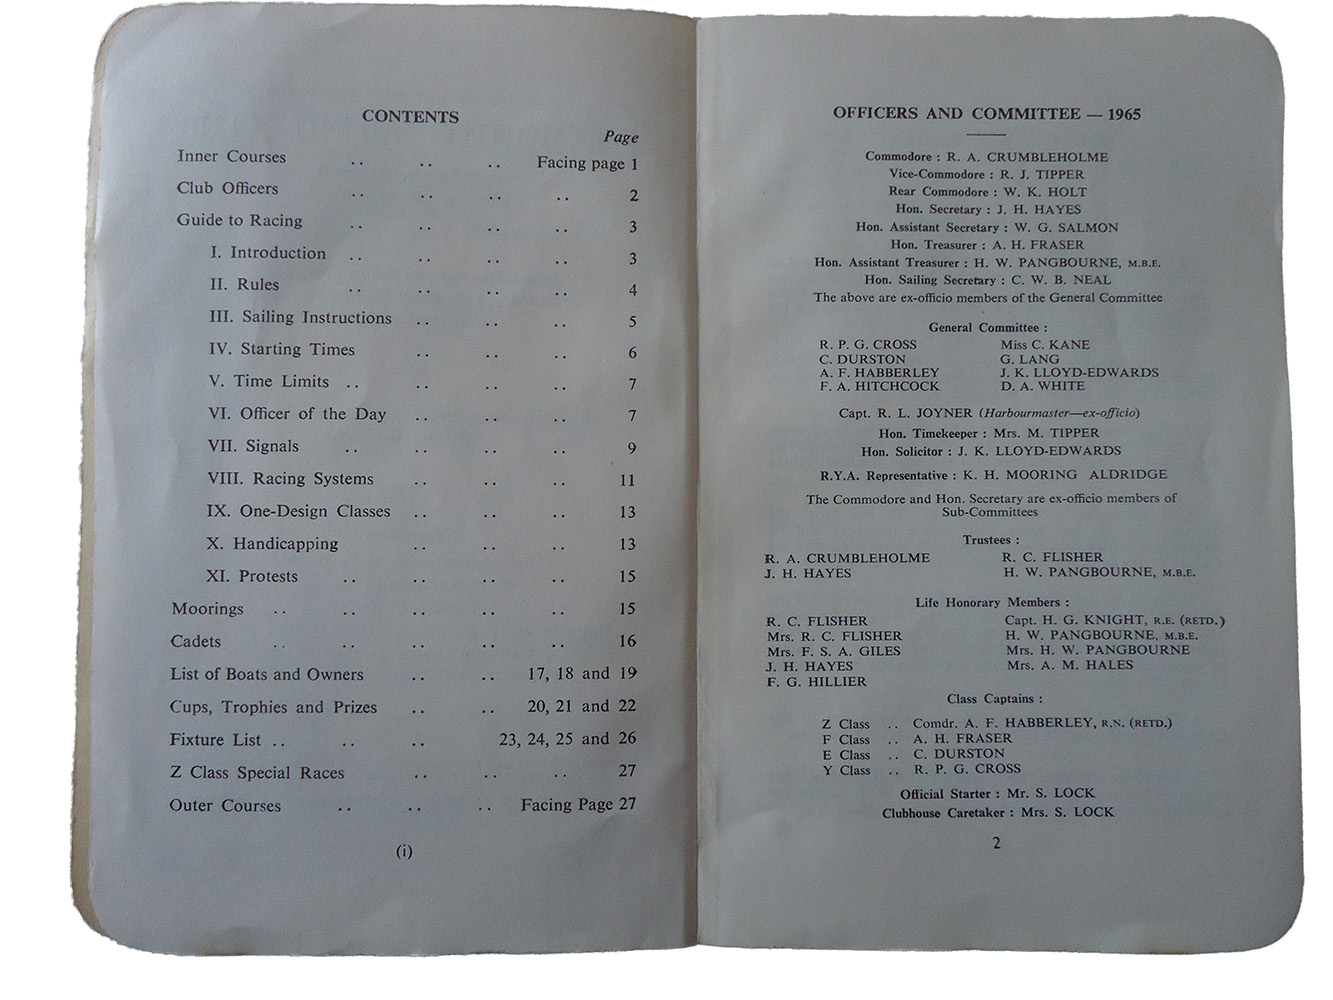 CONTENTS
Page
Inner Courses .. .. .. Facing page 1
Club Officers .. .. .. .. 2
Guide to Racing .. .. .. .. 3
I. Introduction .. .. .. .. 3
II. Rules .. .. .. .. 4
III. Sailing Instructions .. .. .. 5
IV. Starting Times .. .. .. 6
V. Time Limits .. .. .. .. 7
VI. Officer of the Day .. .. .. 7
VII. Signals .. .. .. .. 9
VIII. Racing Systems .. .. .. 11
IX. One-Design Classes .. .. .. 13
X. Handicapping .. .. .. 13
XI. Protests .. .. .. .. 15
Moorings .. .. .. .. .. 15
Cadets .. .. .. .. .. 16
List of Boats and Owners .. .. 17, 18 and 19
Cups, Trophies and Prizes .. .. 20, 21 and 22
Fixture List .. .. .. 23, 24, 25 and 26
Z Class Special Races .. .. .. 27
Outer Courses .. .. .. Facing Page 27
(i)
OFFICERS AND COMMITTEE — 1965
Commodore : R. A. CRUMBLEHOLME
Vice-Commodore : R. J. TIPPER
Rear Commodore : W. K. HOLT
Hon. Secretary : J. H. HAYES
Hon. Assistant Secretary : W. G. SALMON
Hon. Treasurer : A. H. FRASER
Hon. Assistant Treasurer : H. W. PANGBOURNE, M.B.E.
Hon. Sailing Secretary : C. W. B. NEAL
The above are ex-officio members of the General Committee
General Committee :
R. P. G. CROSS Miss C. KANE
C. DURSTON G. LANG
A. F. HABBERLEY J. K. LLOYD-EDWARDS
F. A. HITCHCOCK D. A. WHITE
Capt. R. L. JOYNER (Harbourmaster—ex-officio)
Hon. Timekeeper : Mrs. M. TIPPER
Hon. Solicitor : J. K. LLOYD-EDWARDS
R.Y.A. Representative : K. H. MOORING ALDRIDGE
The Commodore and Hon. Secretary are ex-officio members of
Sub-Committees
Trustees :
R. A. CRUMBLEHOLME R. C. FLISHER
J. H. HAYES H. W. PANGBOURNE, M.B.E.
Life Honorary Members :
R. C. FLISHER Capt. H. G. KNIGHT, R.E. (RETD.)
Mrs. R. C. FLISHER H. W. PANGBOURNE, M.B.E.
Mrs. F. S. A. GILES Mrs. H. W. PANGBOURNE
J. H. HAYES Mrs. A. M. HALES
F. G. HILLIER
Class Captains :
Z Class .. Comdr. A. F. HABBERLEY, R.N. (RETD.)
F Class .. A. H. FRASER
E Class .. C. DURSTON
Y Class .. R. P. G. CROSS
Official Starter : Mr. S. LOCK
Clubhouse Caretaker : Mrs. S. LOCK
2